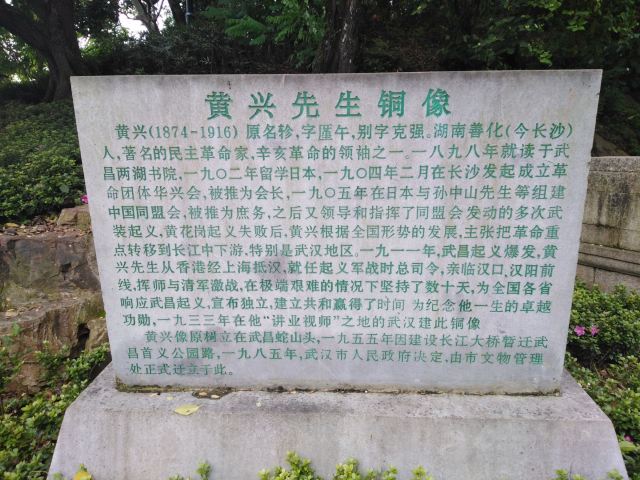 黄兴先生铜像
黄兴(1874-1916) 原名轸,字廑午,别字克强。湖南善化(今长沙)
人,著名的民主革命家,辛亥革命的领袖之一。一八九八年就读于武
昌两湖书院,一九〇二年留学日本,一九〇四年二月在长沙发起成立革
命团体华兴会,被推为会长,一九〇五年在日本与孙中山先生等组建
中国同盟会,被推为庶务,之后又领导和指挥了同盟会发动的多次武
装起义,黄花岗起义失败后,黄兴根据全国形势的发展,主张把革命重
点转移到长江中下游,特别是武汉地区。一九一一年,武昌起义爆发,黄
兴先生从香港经上海抵汉,就任起义军战时总司令,亲临汉口,汉阳前
线,挥师与清军激战,在极端艰难的情况下坚持了数十天,为全国各省
响应武昌起义,宣布独立,建立共和赢得了时间 为纪念他一生的卓越
功勋,一九三三年在他“讲业视师”之地的武汉建此铜像
黄兴像原树立在武昌蛇山头,一九五五年因建设长江大桥暂迁武
昌首义公园路,一九八五年,武汉市人民政府决定,由市文物管理
处正式迁立于此。